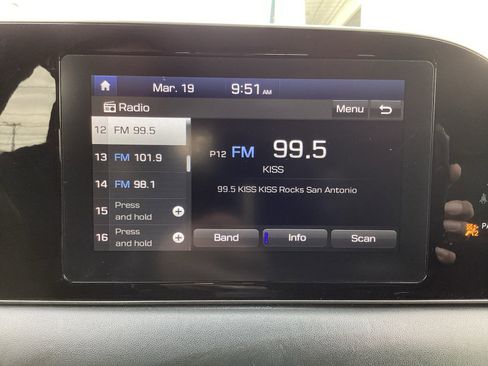 Mar. 19 9:51 AM
Radio Menu
12 FM 99.5
13 FM 101.9
14 FM 98.1
15 Press and hold
16 Press and hold
P12 FM 99.5
KISS
99.5 KISS KISS Rocks San Antonio
Band Info Scan
PA